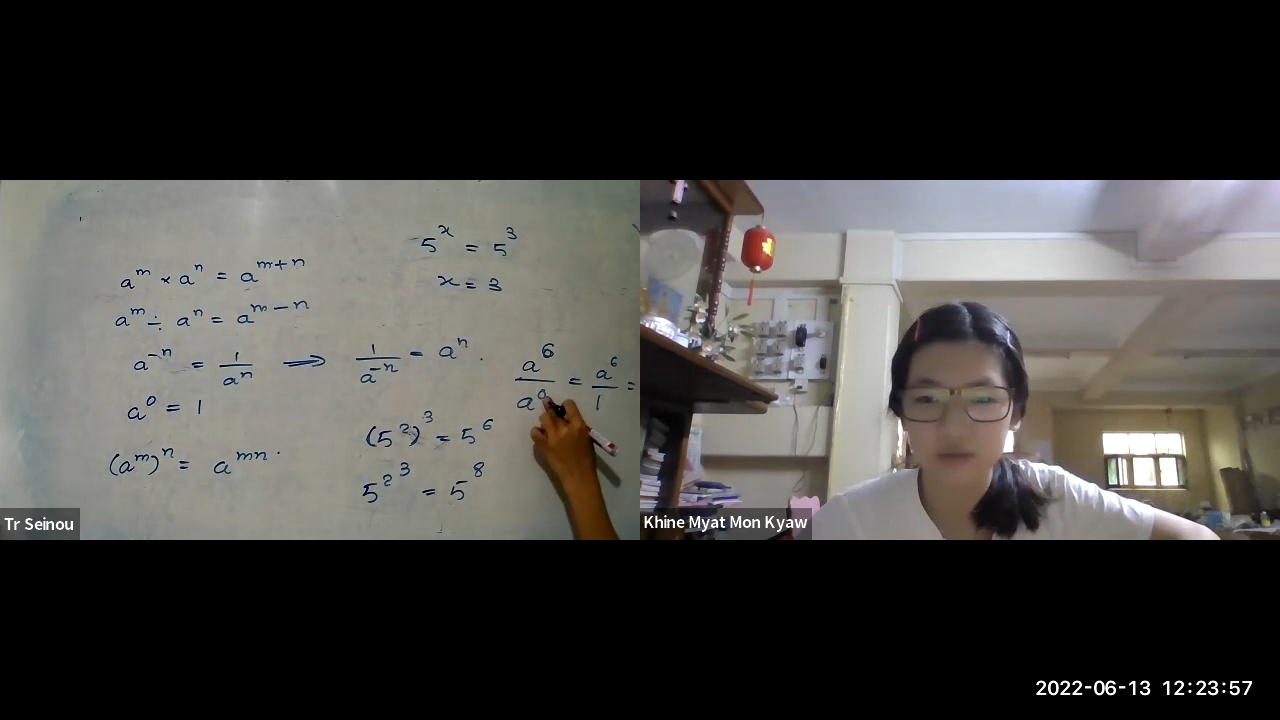 5^x = 5^3
x = 3
a^m × a^n = a^{m+n}
a^m ÷ a^n = a^{m-n}
a^{-n} = 1/a^n ⟹ 1/a^{-n} = a^n.
a^0 = 1
(a^m)^n = a^{mn}.
(5^2)^3 = 5^6
5^{2^3} = 5^8
a^6/a^0 = a^6/1 =
Tr Seinou
Khine Myat Mon Kyaw
2022-06-13 12:23:57